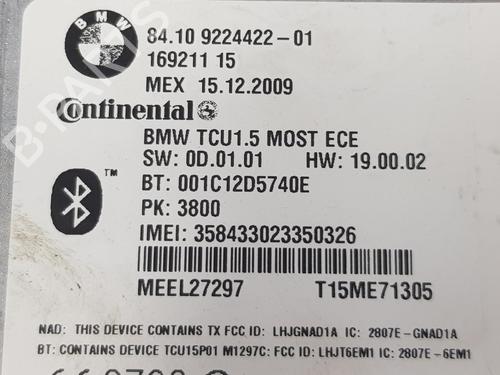 BMW
84.10 9224422-01
169211 15
MEX 15.12.2009
Continental
BMW TCU1.5 MOST ECE
SW: 0D.01.01 HW: 19.00.02
BT: 001C12D5740E
TM
PK: 3800
IMEI: 358433023350326
MEEL27297 T15ME71305
NAD: THIS DEVICE CONTAINS TX FCC ID: LHJGNAD1A IC: 2807E-GNAD1A
BT: CONTAINS DEVICE TCU15P01 M1297C: FCC ID: LHJT6EM1 IC: 2807E-6EM1
B-PARTS